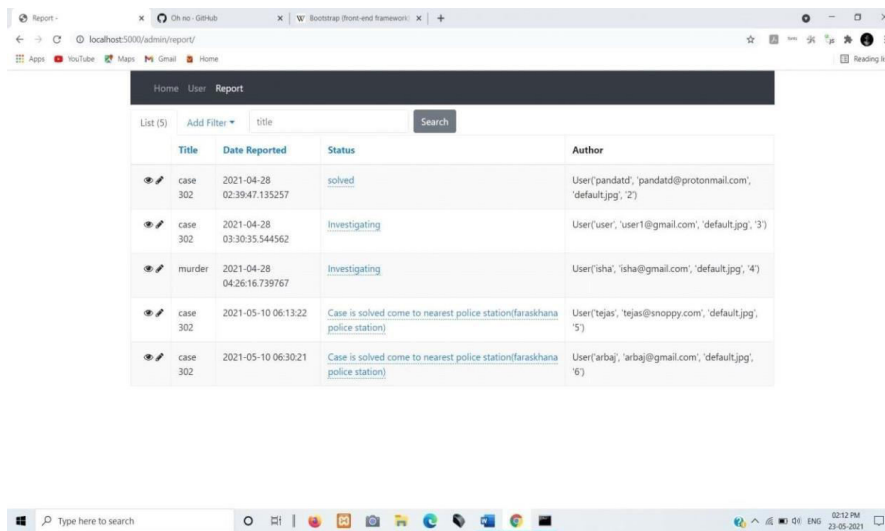 Report -
Oh no · GitHub
W Bootstrap (front-end framework)
localhost:5000/admin/report/
Apps YouTube Maps Gmail Home Reading li
Home User Report
List (5) Add Filter title Search
Title Date Reported Status Author
case 302 2021-04-28 02:39:47.135257 solved User('pandatd', 'pandatd@protonmail.com', 'default.jpg', '2')
case 302 2021-04-28 03:30:35.544562 Investigating User('user', 'user1@gmail.com', 'default.jpg', '3')
murder 2021-04-28 04:26:16.739767 Investigating User('isha', 'isha@gmail.com', 'default.jpg', '4')
case 302 2021-05-10 06:13:22 Case is solved come to nearest police station(faraskhana police station) User('tejas', 'tejas@snoppy.com', 'default.jpg', '5')
case 302 2021-05-10 06:30:21 Case is solved come to nearest police station(faraskhana police station) User('arbaj', 'arbaj@gmail.com', 'default.jpg', '6')
Type here to search
ENG 02:12 PM
23-05-2021